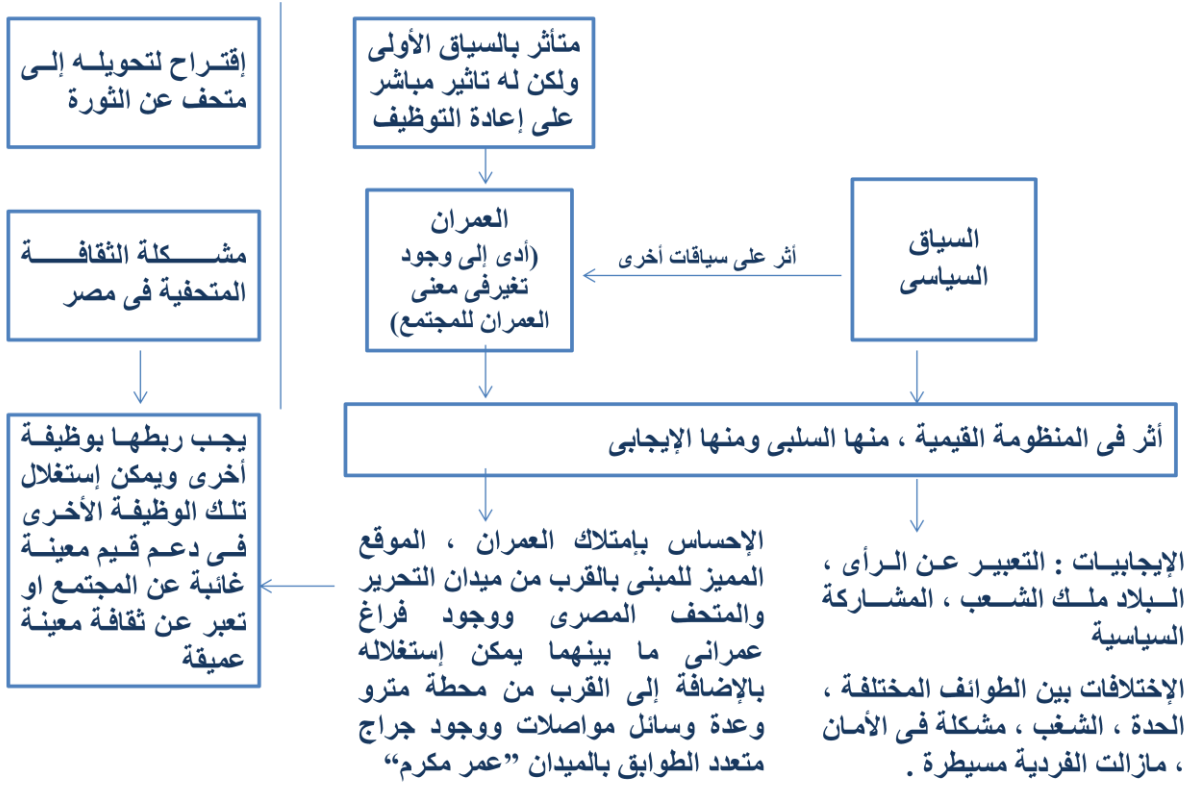 السياق
السياسى
أثر على سياقات أخرى
متأثر بالسياق الأولى
ولكن له تاثير مباشر
على إعادة التوظيف
العمران
(أدى إلى وجود
تغيرفى معنى
العمران للمجتمع)
أثر فى المنظومة القيمية ، منها السلبى ومنها الإيجابى
الإيجابيات : التعبير عن الرأى ،
البلاد ملك الشعب ، المشاركة
السياسية
الإختلافات بين الطوائف المختلفة ،
الحدة ، الشغب ، مشكلة فى الأمان
، مازالت الفردية مسيطرة .
الإحساس بإمتلاك العمران ، الموقع
المميز للمبنى بالقرب من ميدان التحرير
والمتحف المصرى ووجود فراغ
عمرانى ما بينهما يمكن إستغلاله
بالإضافة إلى القرب من محطة مترو
وعدة وسائل مواصلات ووجود جراج
متعدد الطوابق بالميدان ”عمر مكرم“
إقتراح لتحويله إلى
متحف عن الثورة
مشكلة الثقافة
المتحفية فى مصر
يجب ربطها بوظيفة
أخرى ويمكن إستغلال
تلك الوظيفة الأخرى
فى دعم قيم معينة
غائبة عن المجتمع او
تعبر عن ثقافة معينة
عميقة